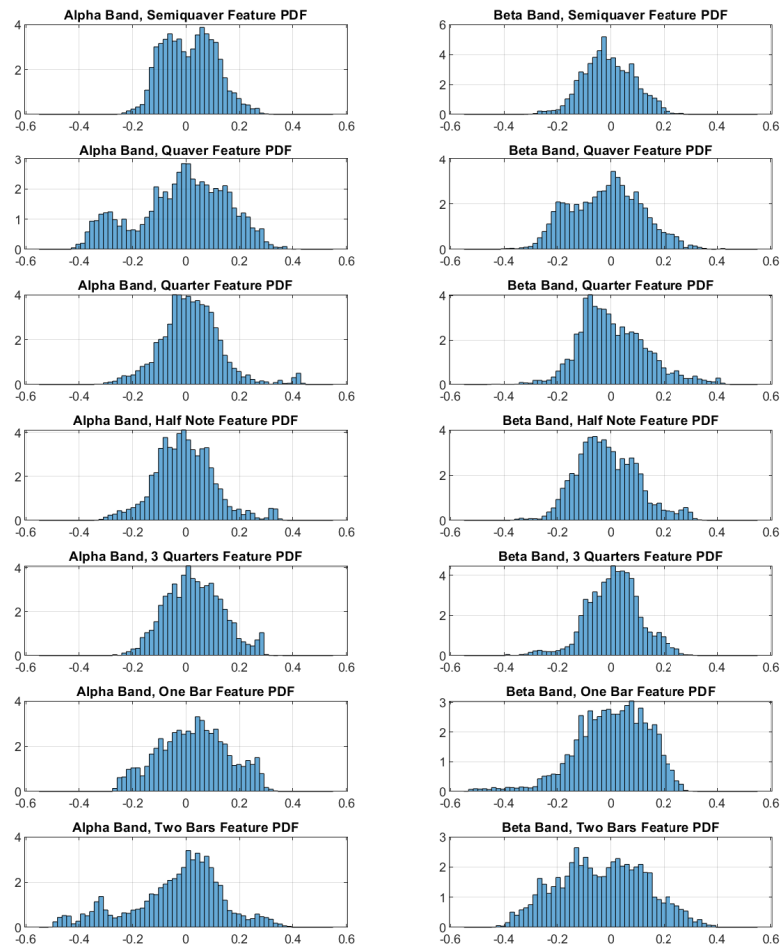 Alpha Band, Semiquaver Feature PDF
4
2
0
-0.6 -0.4 -0.2 0 0.2 0.4 0.6
Beta Band, Semiquaver Feature PDF
6
4
2
0
-0.6 -0.4 -0.2 0 0.2 0.4 0.6
Alpha Band, Quaver Feature PDF
3
2
1
0
-0.6 -0.4 -0.2 0 0.2 0.4 0.6
Beta Band, Quaver Feature PDF
4
2
0
-0.6 -0.4 -0.2 0 0.2 0.4 0.6
Alpha Band, Quarter Feature PDF
4
2
0
-0.6 -0.4 -0.2 0 0.2 0.4 0.6
Beta Band, Quarter Feature PDF
4
2
0
-0.6 -0.4 -0.2 0 0.2 0.4 0.6
Alpha Band, Half Note Feature PDF
4
2
0
-0.6 -0.4 -0.2 0 0.2 0.4 0.6
Beta Band, Half Note Feature PDF
4
2
0
-0.6 -0.4 -0.2 0 0.2 0.4 0.6
Alpha Band, 3 Quarters Feature PDF
4
2
0
-0.6 -0.4 -0.2 0 0.2 0.4 0.6
Beta Band, 3 Quarters Feature PDF
4
2
0
-0.6 -0.4 -0.2 0 0.2 0.4 0.6
Alpha Band, One Bar Feature PDF
4
2
0
-0.6 -0.4 -0.2 0 0.2 0.4 0.6
Beta Band, One Bar Feature PDF
3
2
1
0
-0.6 -0.4 -0.2 0 0.2 0.4 0.6
Alpha Band, Two Bars Feature PDF
4
2
0
-0.6 -0.4 -0.2 0 0.2 0.4 0.6
Beta Band, Two Bars Feature PDF
3
2
1
0
-0.6 -0.4 -0.2 0 0.2 0.4 0.6